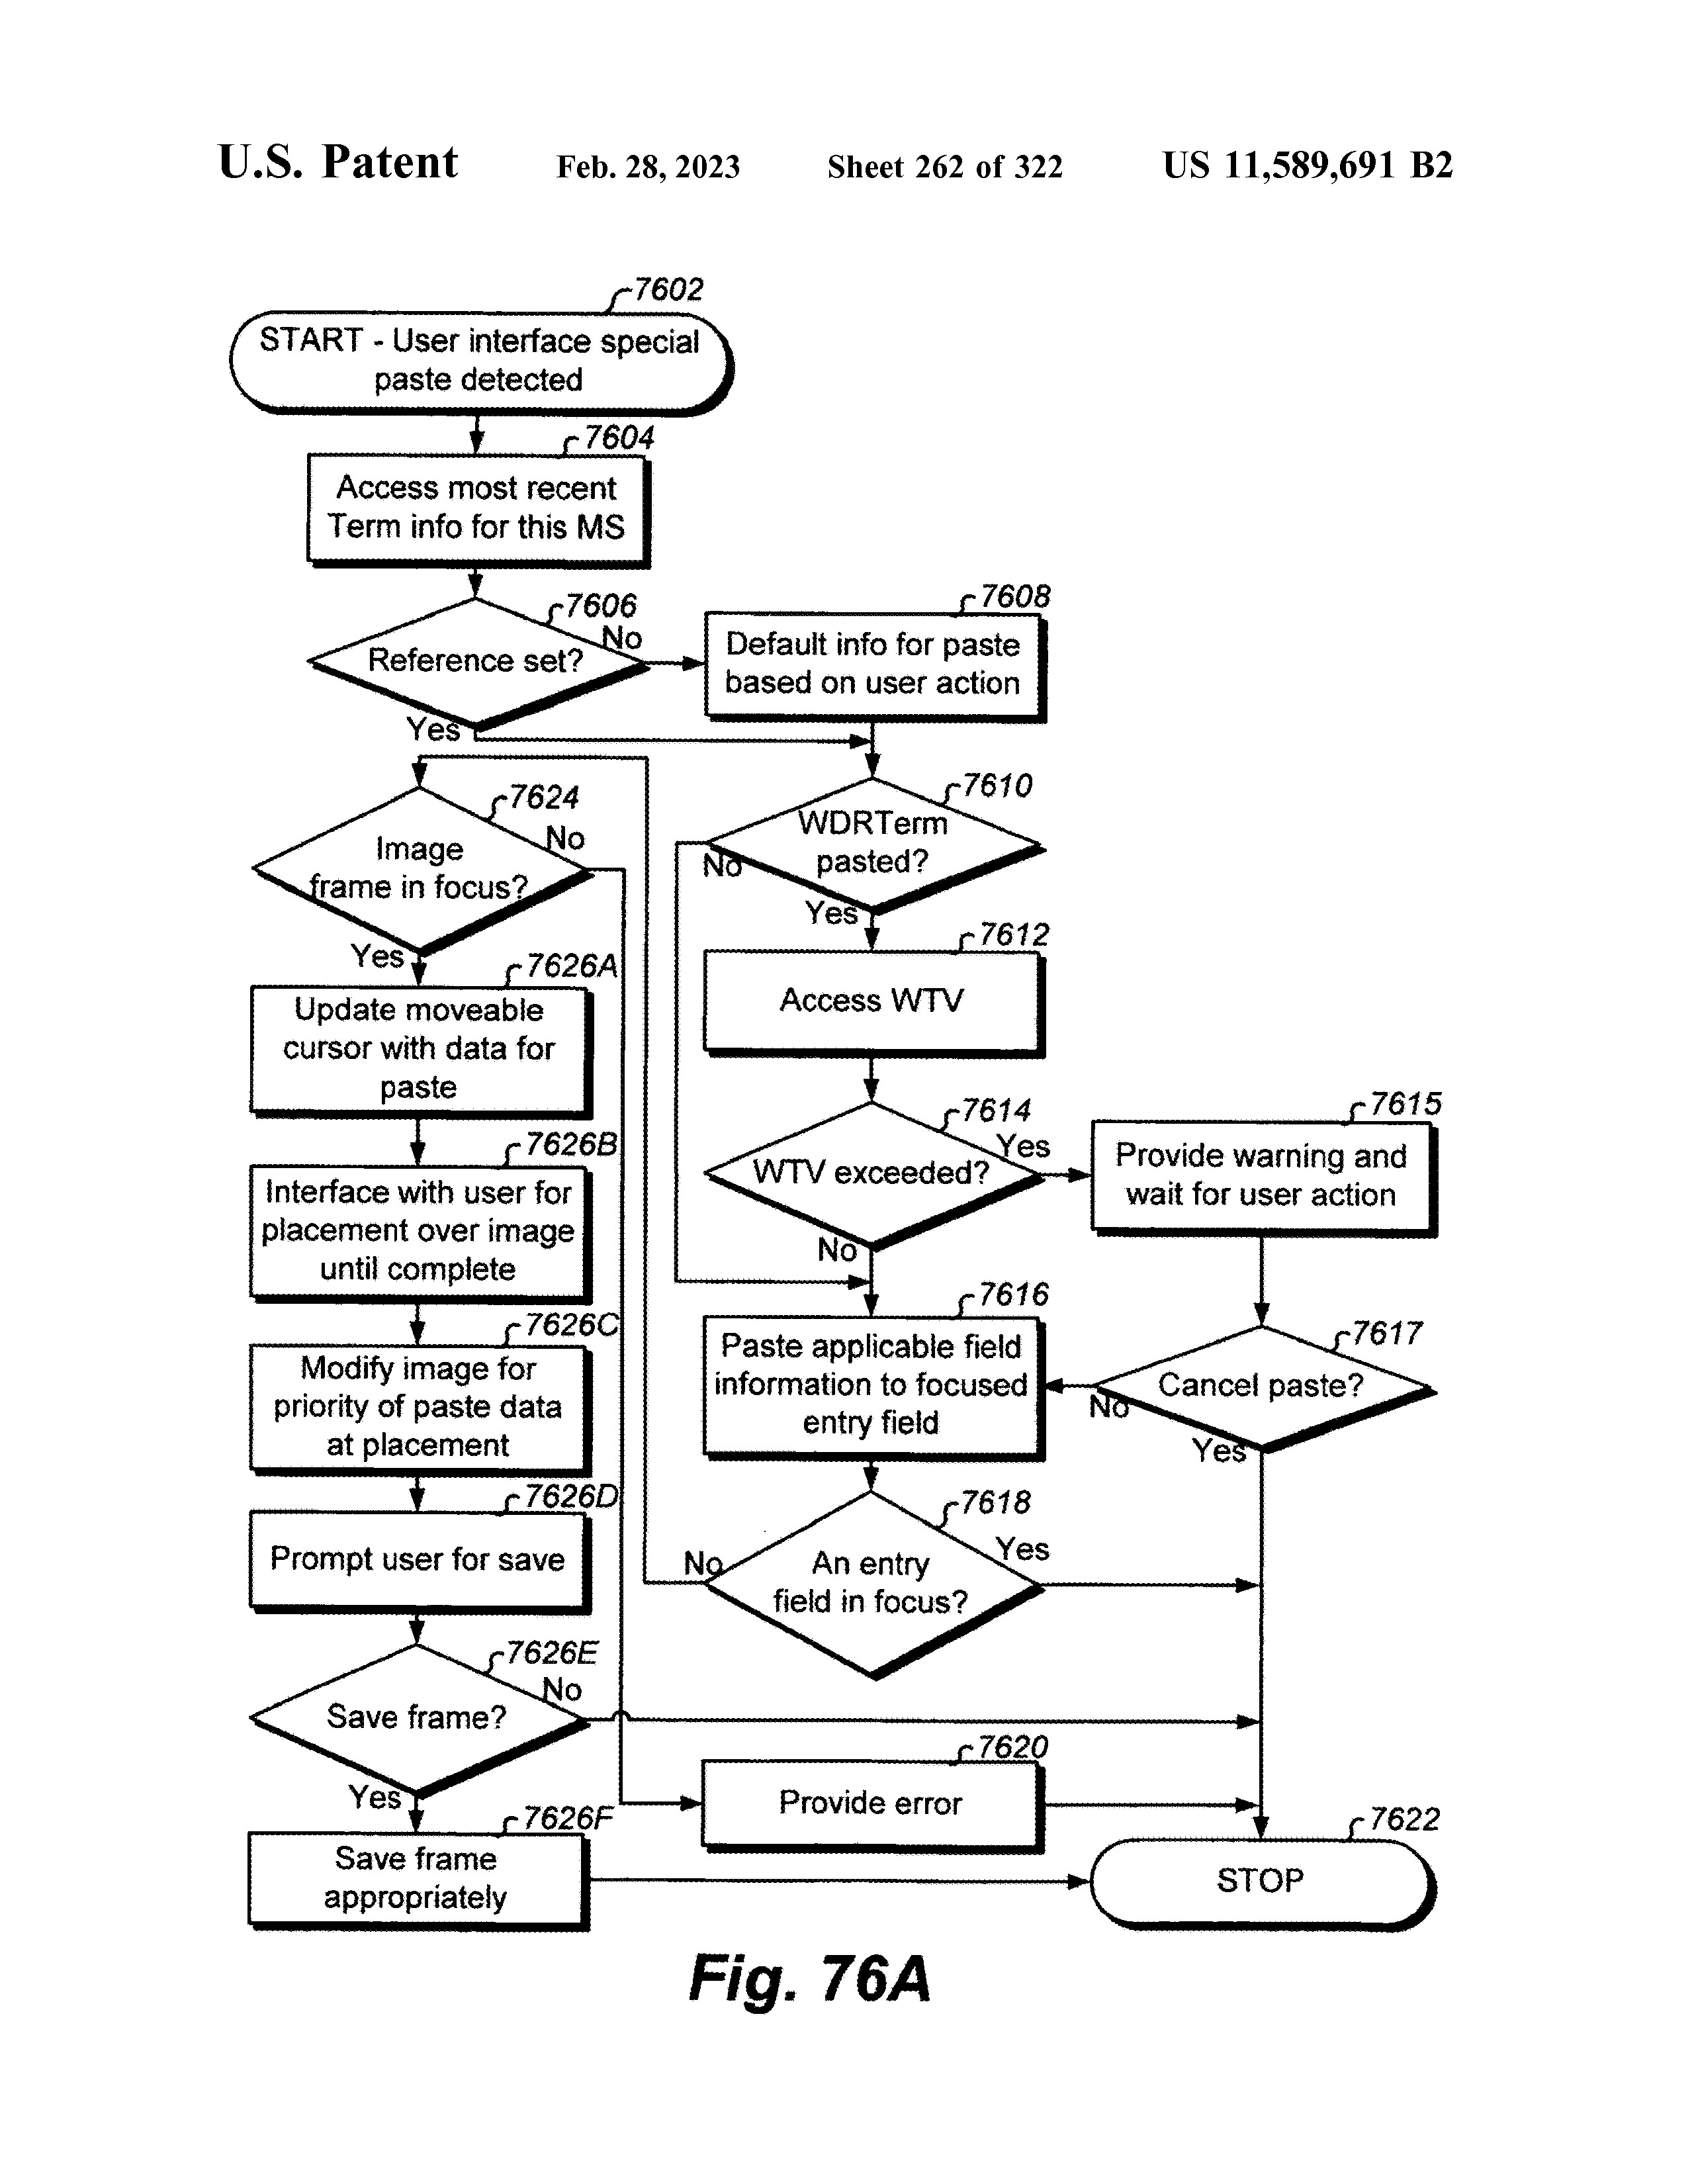 U.S. Patent Feb. 28, 2023 Sheet 262 of 322 US 11,589,691 B2
7602
START - User interface special
paste detected
7604
Access most recent
Term info for this MS
7606
Reference set?
No
Yes
7608
Default info for paste
based on user action
7610
WDRTerm
pasted?
No
Yes
7612
Access WTV
7614
WTV exceeded?
Yes
No
7615
Provide warning and
wait for user action
7616
Paste applicable field
information to focused
entry field
7617
Cancel paste?
No
Yes
7618
An entry
field in focus?
Yes
No
7624
Image
frame in focus?
No
Yes
7626A
Update moveable
cursor with data for
paste
7626B
Interface with user for
placement over image
until complete
7626C
Modify image for
priority of paste data
at placement
7626D
Prompt user for save
7626E
Save frame?
No
Yes
7626F
Save frame
appropriately
7620
Provide error
7622
STOP
Fig. 76A